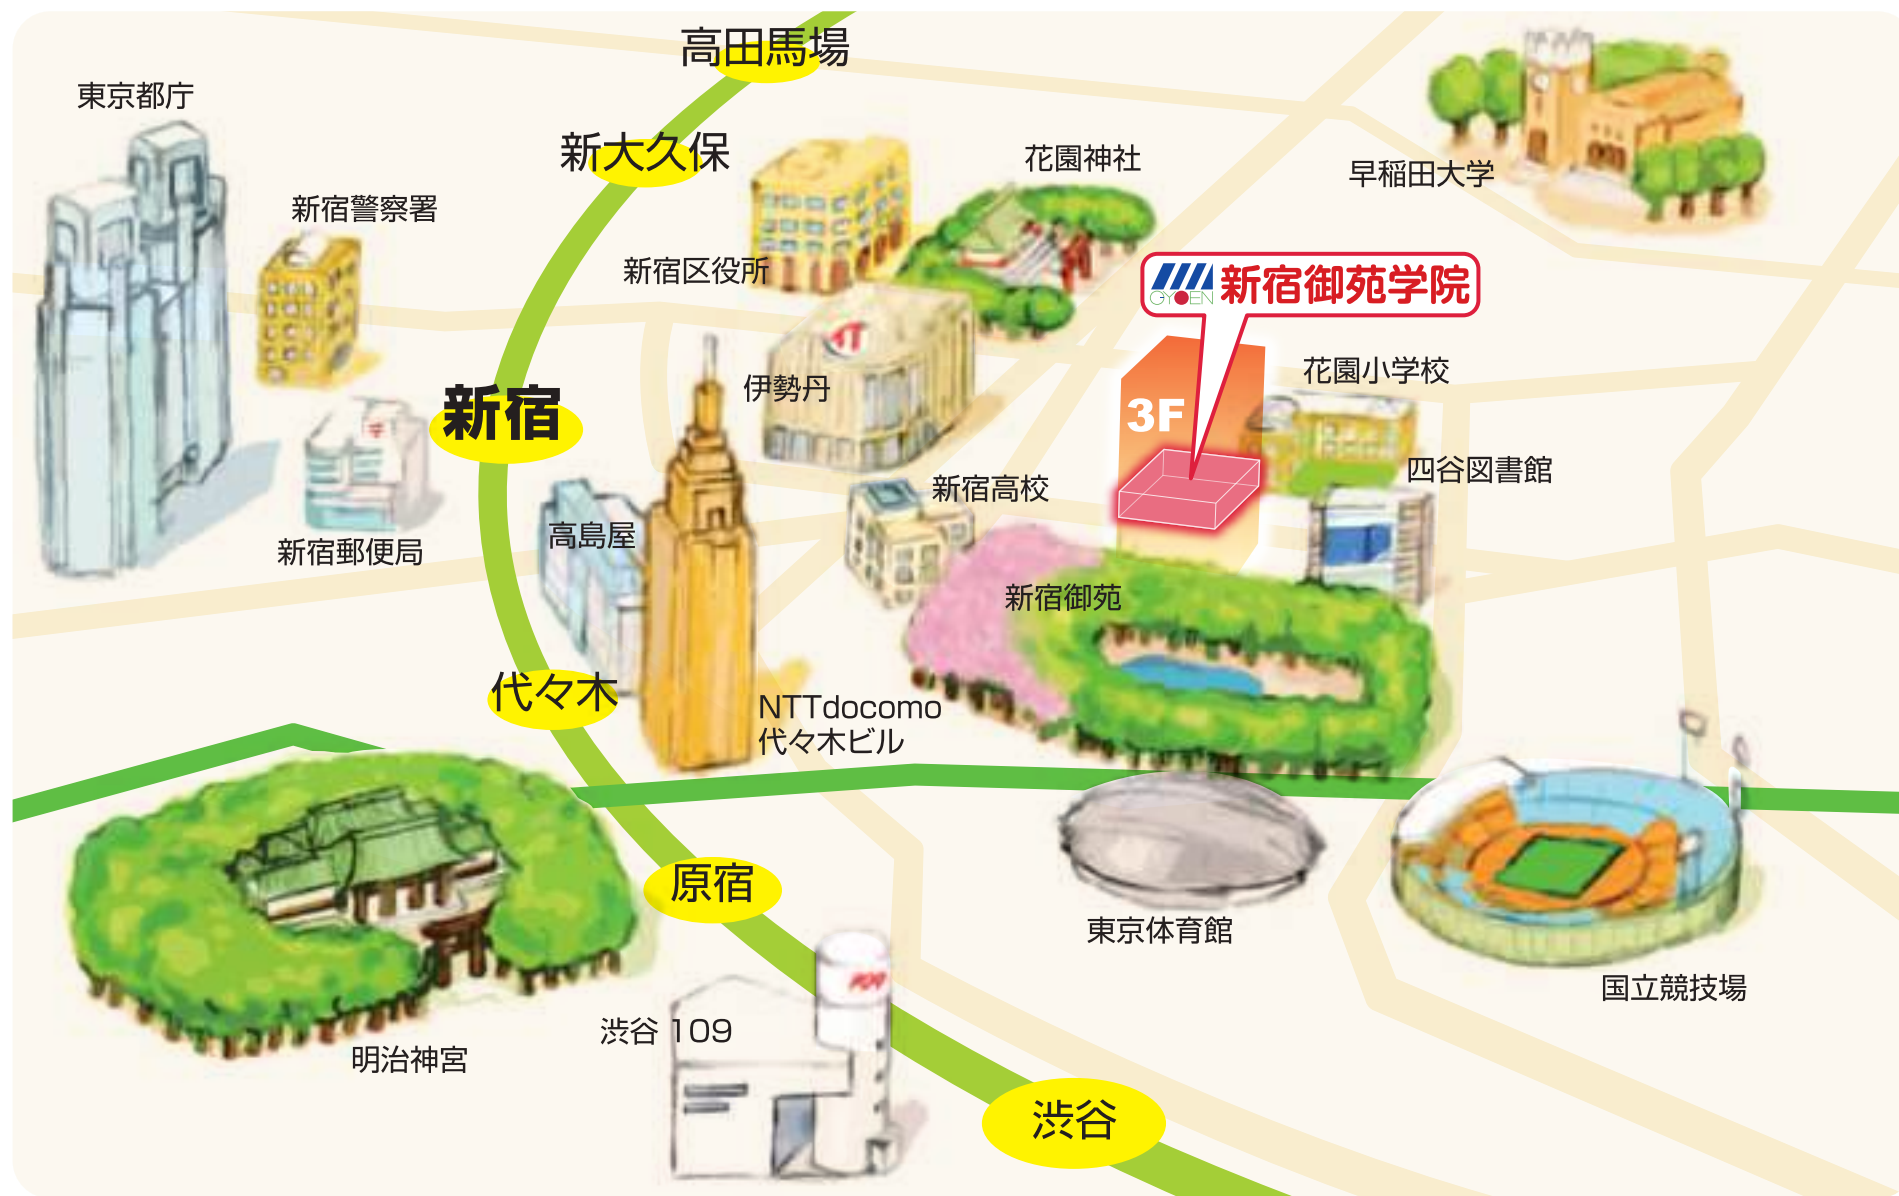 高田馬場
東京都庁
新大久保
花園神社
早稲田大学
新宿警察署
新宿区役所
GYOEN 新宿御苑学院
花園小学校
伊勢丹
新宿
3F
四谷図書館
新宿高校
高島屋
新宿郵便局
新宿御苑
代々木
NTTdocomo
代々木ビル
原宿
東京体育館
国立競技場
渋谷 109
明治神宮
渋谷